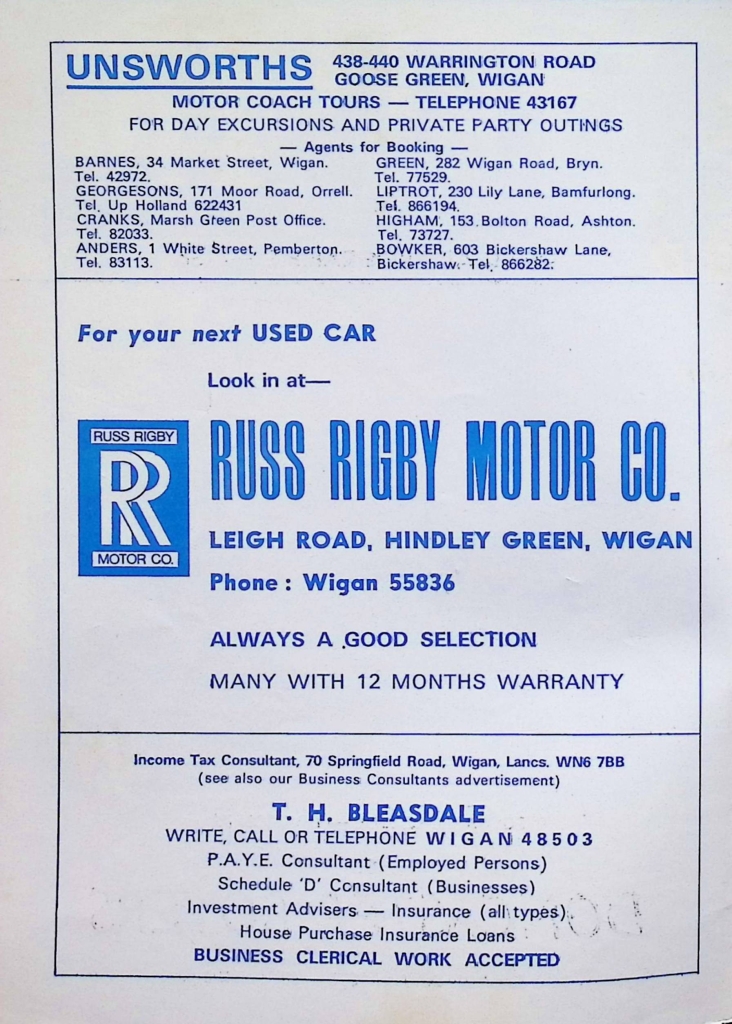 UNSWORTHS
438-440 WARRINGTON ROAD
GOOSE GREEN, WIGAN
MOTOR COACH TOURS — TELEPHONE 43167
FOR DAY EXCURSIONS AND PRIVATE PARTY OUTINGS
— Agents for Booking —
BARNES, 34 Market Street, Wigan.
Tel. 42972.
GEORGESONS, 171 Moor Road, Orrell.
Tel. Up Holland 622431
CRANKS, Marsh Green Post Office.
Tel. 82033.
ANDERS, 1 White Street, Pemberton.
Tel. 83113.
GREEN, 282 Wigan Road, Bryn.
Tel. 77529.
LIPTROT, 230 Lily Lane, Bamfurlong.
Tel. 866194.
HIGHAM, 153 Bolton Road, Ashton.
Tel. 73727.
BOWKER, 603 Bickershaw Lane,
Bickershaw. Tel. 866282.
For your next USED CAR
Look in at—
RUSS RIGBY
RR
MOTOR CO.
RUSS RIGBY MOTOR CO.
LEIGH ROAD, HINDLEY GREEN, WIGAN
Phone : Wigan 55836
ALWAYS A GOOD SELECTION
MANY WITH 12 MONTHS WARRANTY
Income Tax Consultant, 70 Springfield Road, Wigan, Lancs. WN6 7BB
(see also our Business Consultants advertisement)
T. H. BLEASDALE
WRITE, CALL OR TELEPHONE WIGAN 48503
P.A.Y.E. Consultant (Employed Persons)
Schedule 'D' Consultant (Businesses)
Investment Advisers — Insurance (all types)
House Purchase Insurance Loans
BUSINESS CLERICAL WORK ACCEPTED